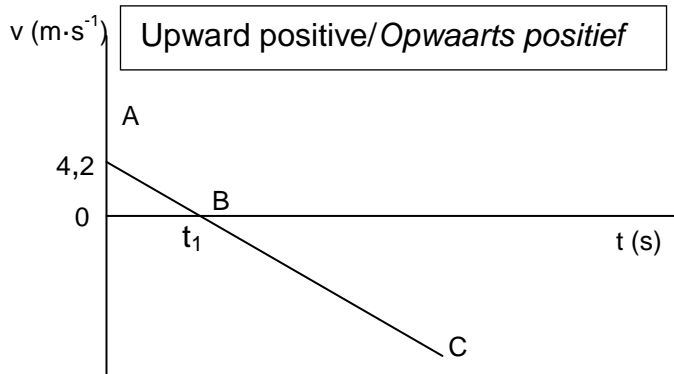 v (m·s⁻¹)
Upward positive/Opwaarts positief
A
4,2
B
0
t₁
t (s)
C